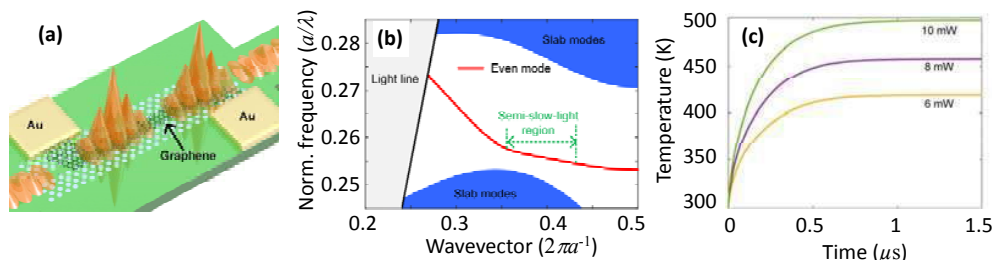 (a)
Au
Graphene
Au
Norm. frequency (a/λ)
0.285
0.27
0.26
0.25
(b)
Light line
Slab modes
Even mode
Semi-slow-light
region
Slab modes
0.2
0.3
0.4
0.5
Wavevector (2πa⁻¹)
Temperature (K)
500
450
400
350
300
(c)
10 mW
8 mW
6 mW
0
0.5
1
1.5
Time (μs)